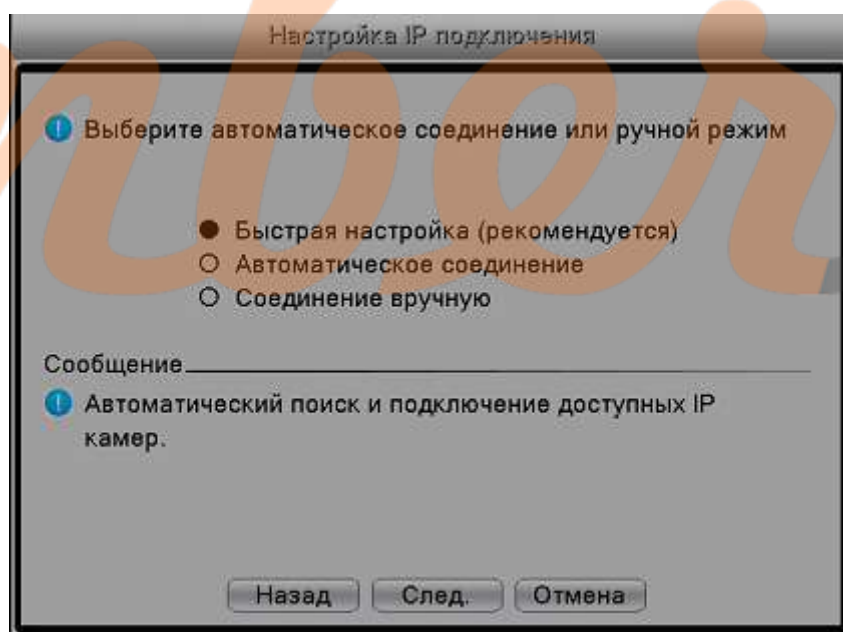 Настройка IP подключения
Выберите автоматическое соединение или ручной режим
Быстрая настройка (рекомендуется)
Автоматическое соединение
Соединение вручную
Сообщение
Автоматический поиск и подключение доступных IP
камер.
Назад След. Отмена